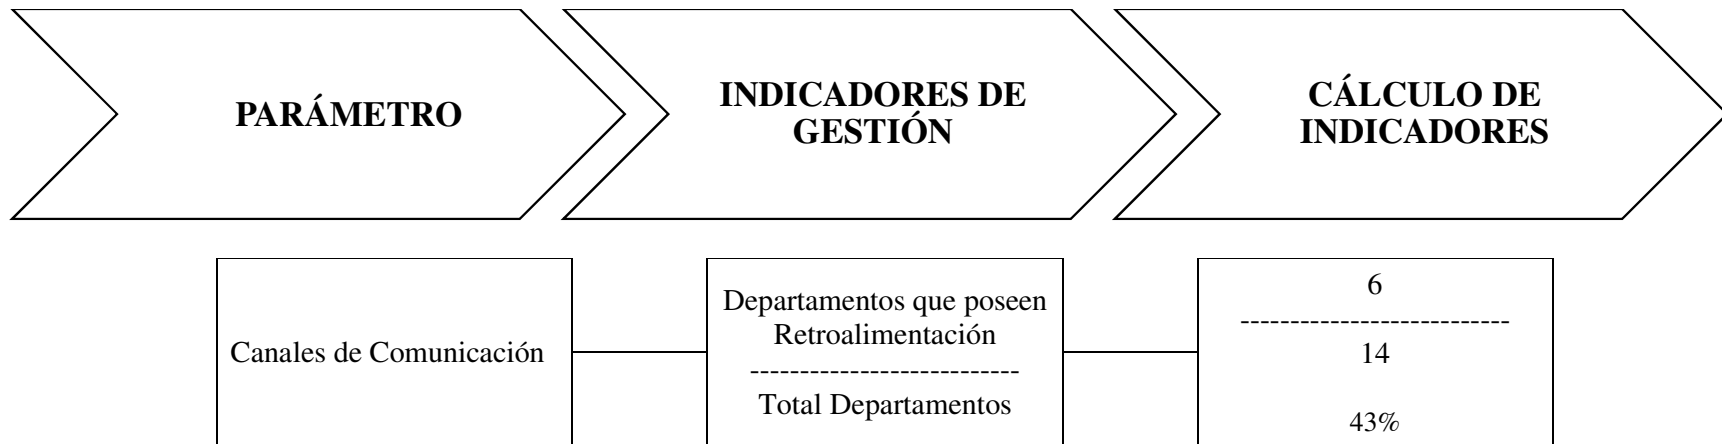 PARÁMETRO
INDICADORES DE
GESTIÓN
CÁLCULO DE
INDICADORES
Canales de Comunicación
Departamentos que poseen
Retroalimentación
---------------------------
Total Departamentos
6
---------------------------
14
43%